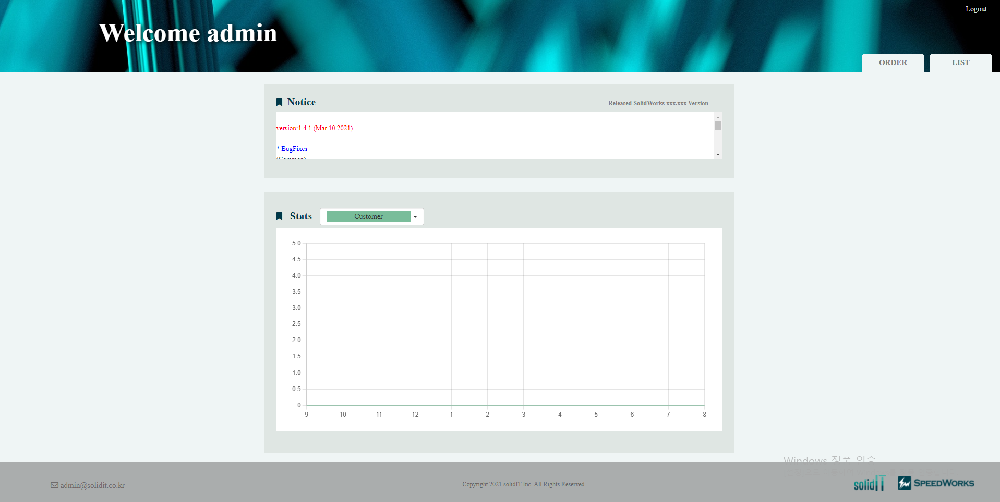 Logout
Welcome admin
ORDER
LIST
Notice
Released SolidWorks xxx.xxx Version
version:1.4.1 (Mar 10 2021)
* BugFixes
(Common)
Stats
Customer
5.0
4.5
4.0
3.5
3.0
2.5
2.0
1.5
1.0
0.5
0
9 10 11 12 1 2 3 4 5 6 7 8
Windows 정품 인증
admin@solidit.co.kr
Copyright 2021 solidIT Inc. All Rights Reserved.
solidIT
SPEEDWORKS